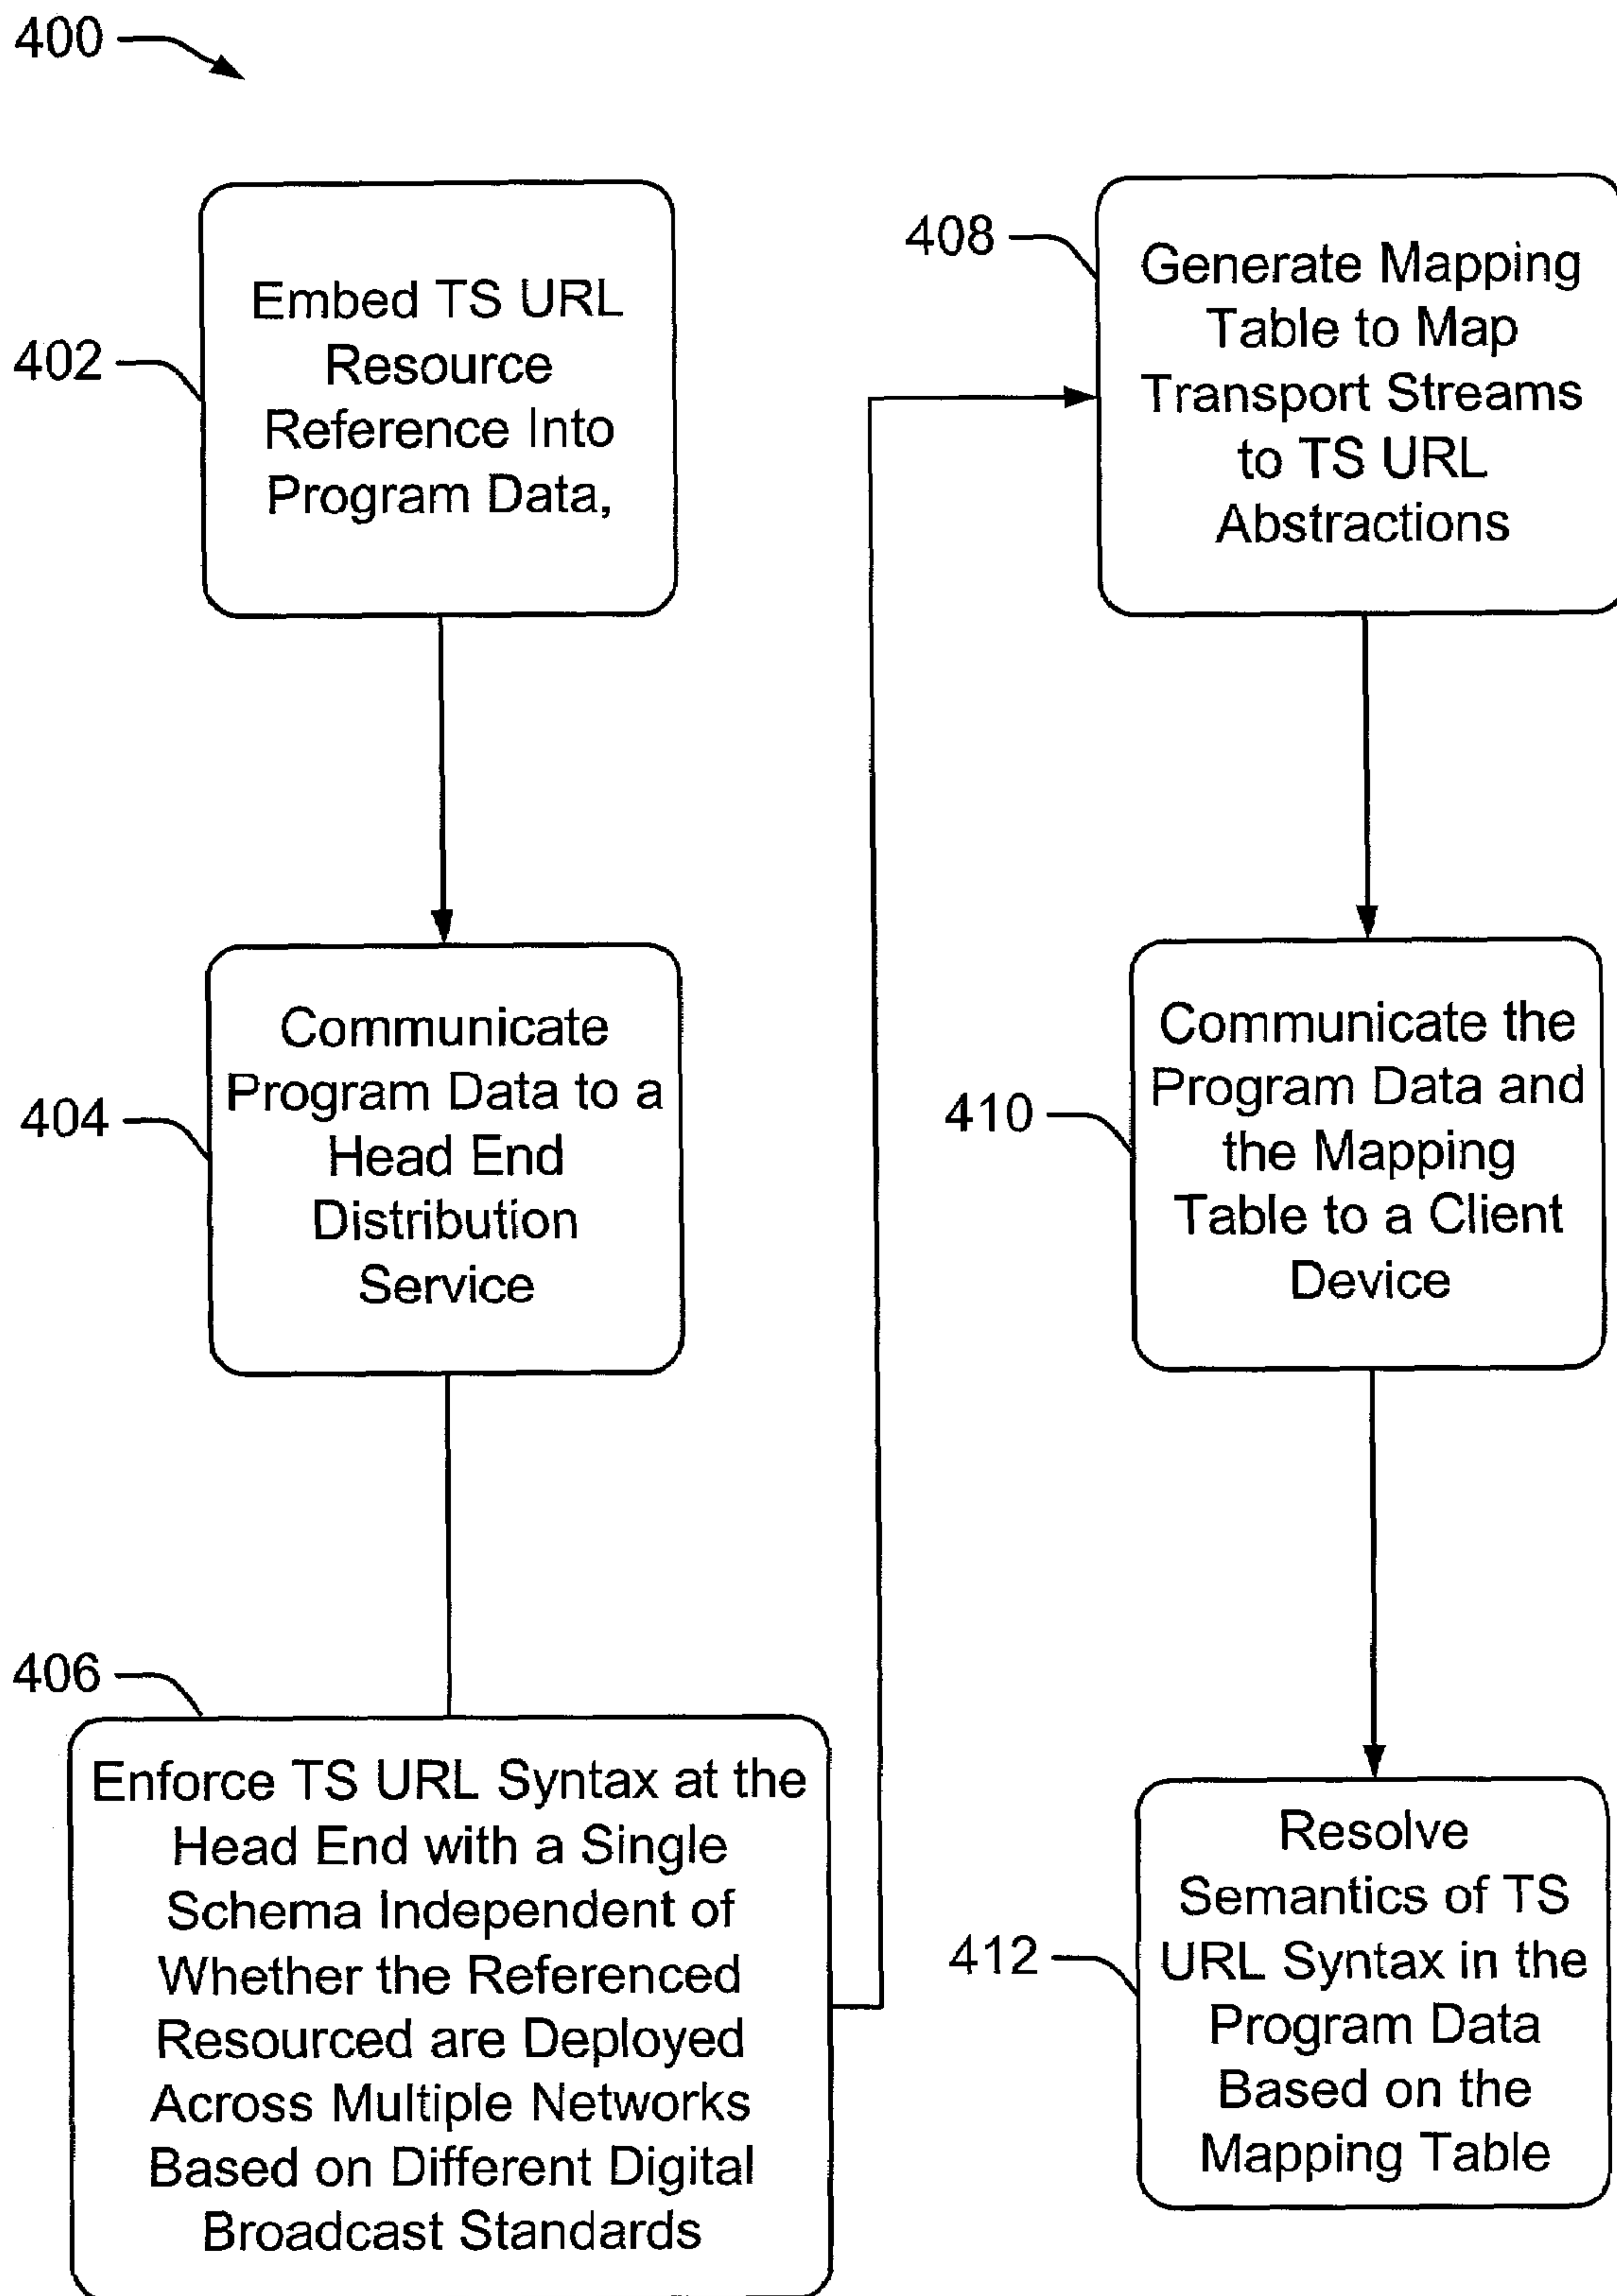 400
402
Embed TS URL
Resource
Reference Into
Program Data,
404
Communicate
Program Data to a
Head End
Distribution
Service
406
Enforce TS URL Syntax at the
Head End with a Single
Schema Independent of
Whether the Referenced
Resourced are Deployed
Across Multiple Networks
Based on Different Digital
Broadcast Standards
408
Generate Mapping
Table to Map
Transport Streams
to TS URL
Abstractions
410
Communicate the
Program Data and
the Mapping
Table to a Client
Device
412
Resolve
Semantics of TS
URL Syntax in the
Program Data
Based on the
Mapping Table